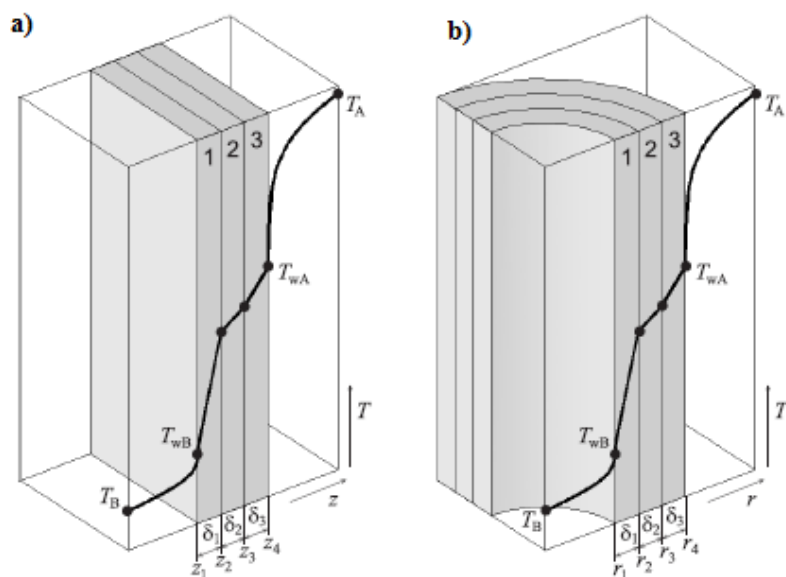 a)
T_A
1 2 3
T_wA
T
T_wB
T_B
z
δ_1 δ_2 δ_3
z_1 z_2 z_3 z_4
b)
T_A
1 2 3
T_wA
T
T_wB
T_B
r
δ_1 δ_2 δ_3
r_1 r_2 r_3 r_4